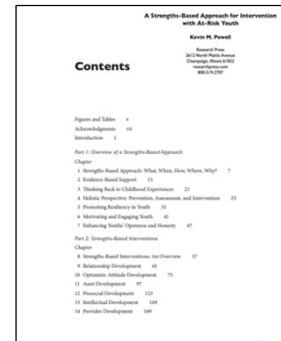 A Strengths-Based Approach for Intervention
with At-Risk Youth
Kevin M. Powell
Research Press
2612 North Mattis Avenue
Champaign, Illinois 61822
researchpress.com
800-519-2707
Contents
Figures and Tables v
Acknowledgments vii
Introduction 1
Part 1: Overview of a Strengths-Based Approach
Chapter
1 Strengths-Based Approach: What, When, How, Where, Why? 7
2 Evidence-Based Support 15
3 Thinking Back to Childhood Experiences 21
4 Holistic Perspective: Prevention, Assessment, and Intervention 25
5 Promoting Resiliency in Youth 31
6 Motivating and Engaging Youth 41
7 Enhancing Youths' Openness and Honesty 47
Part 2: Strengths-Based Interventions
Chapter
8 Strengths-Based Interventions: An Overview 57
9 Relationship Development 61
10 Optimistic Attitude Development 75
11 Asset Development 97
12 Prosocial Development 123
13 Intellectual Development 149
14 Provider Development 169